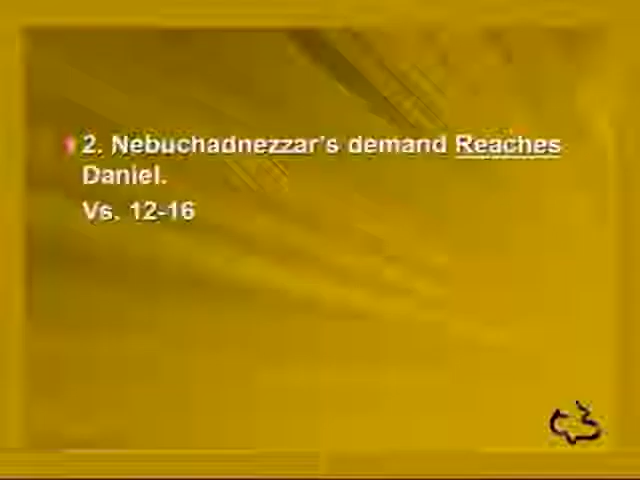 2. Nebuchadnezzar's demand Reaches
Daniel.
Vs. 12-16